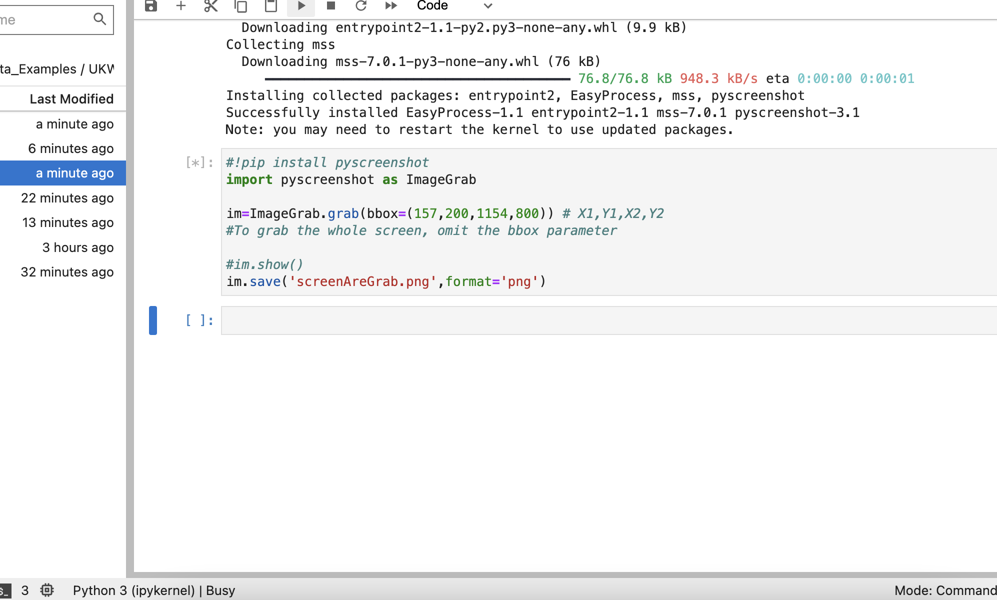 me
Code
ta_Examples / UKW
Last Modified
a minute ago
6 minutes ago
a minute ago
22 minutes ago
13 minutes ago
3 hours ago
32 minutes ago
Downloading entrypoint2-1.1-py2.py3-none-any.whl (9.9 kB)
Collecting mss
Downloading mss-7.0.1-py3-none-any.whl (76 kB)
76.8/76.8 kB 948.3 kB/s eta 0:00:00 0:00:01
Installing collected packages: entrypoint2, EasyProcess, mss, pyscreenshot
Successfully installed EasyProcess-1.1 entrypoint2-1.1 mss-7.0.1 pyscreenshot-3.1
Note: you may need to restart the kernel to use updated packages.
[*]:
#!pip install pyscreenshot
import pyscreenshot as ImageGrab
im=ImageGrab.grab(bbox=(157,200,1154,800)) # X1,Y1,X2,Y2
#To grab the whole screen, omit the bbox parameter
#im.show()
im.save('screenAreGrab.png',format='png')
[ ]:
s_ 3 Python 3 (ipykernel) | Busy
Mode: Command